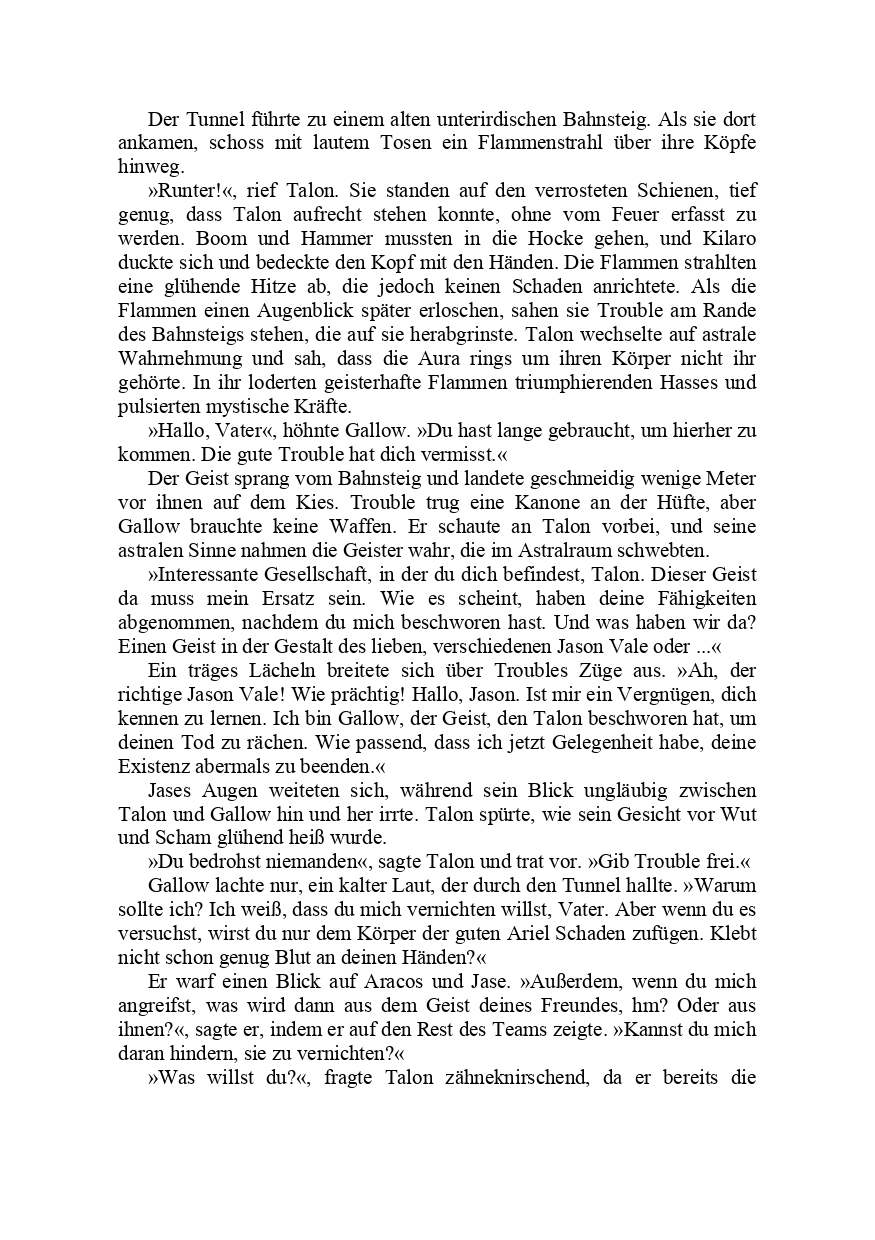 Der Tunnel führte zu einem alten unterirdischen Bahnsteig. Als sie dort
ankamen, schoss mit lautem Tosen ein Flammenstrahl über ihre Köpfe
hinweg.
»Runter!«, rief Talon. Sie standen auf den verrosteten Schienen, tief
genug, dass Talon aufrecht stehen konnte, ohne vom Feuer erfasst zu
werden. Boom und Hammer mussten in die Hocke gehen, und Kilaro
duckte sich und bedeckte den Kopf mit den Händen. Die Flammen strahlten
eine glühende Hitze ab, die jedoch keinen Schaden anrichtete. Als die
Flammen einen Augenblick später erloschen, sahen sie Trouble am Rande
des Bahnsteigs stehen, die auf sie herabgrinste. Talon wechselte auf astrale
Wahrnehmung und sah, dass die Aura rings um ihren Körper nicht ihr
gehörte. In ihr loderten geisterhafte Flammen triumphierenden Hasses und
pulsierten mystische Kräfte.
»Hallo, Vater«, höhnte Gallow. »Du hast lange gebraucht, um hierher zu
kommen. Die gute Trouble hat dich vermisst.«
Der Geist sprang vom Bahnsteig und landete geschmeidig wenige Meter
vor ihnen auf dem Kies. Trouble trug eine Kanone an der Hüfte, aber
Gallow brauchte keine Waffen. Er schaute an Talon vorbei, und seine
astralen Sinne nahmen die Geister wahr, die im Astralraum schwebten.
»Interessante Gesellschaft, in der du dich befindest, Talon. Dieser Geist
da muss mein Ersatz sein. Wie es scheint, haben deine Fähigkeiten
abgenommen, nachdem du mich beschworen hast. Und was haben wir da?
Einen Geist in der Gestalt des lieben, verschiedenen Jason Vale oder ...«
Ein träges Lächeln breitete sich über Troubles Züge aus. »Ah, der
richtige Jason Vale! Wie prächtig! Hallo, Jason. Ist mir ein Vergnügen, dich
kennen zu lernen. Ich bin Gallow, der Geist, den Talon beschworen hat, um
deinen Tod zu rächen. Wie passend, dass ich jetzt Gelegenheit habe, deine
Existenz abermals zu beenden.«
Jases Augen weiteten sich, während sein Blick ungläubig zwischen
Talon und Gallow hin und her irrte. Talon spürte, wie sein Gesicht vor Wut
und Scham glühend heiß wurde.
»Du bedrohst niemanden«, sagte Talon und trat vor. »Gib Trouble frei.«
Gallow lachte nur, ein kalter Laut, der durch den Tunnel hallte. »Warum
sollte ich? Ich weiß, dass du mich vernichten willst, Vater. Aber wenn du es
versuchst, wirst du nur dem Körper der guten Ariel Schaden zufügen. Klebt
nicht schon genug Blut an deinen Händen?«
Er warf einen Blick auf Aracos und Jase. »Außerdem, wenn du mich
angreifst, was wird dann aus dem Geist deines Freundes, hm? Oder aus
ihnen?«, sagte er, indem er auf den Rest des Teams zeigte. »Kannst du mich
daran hindern, sie zu vernichten?«
»Was willst du?«, fragte Talon zähneknirschend, da er bereits die